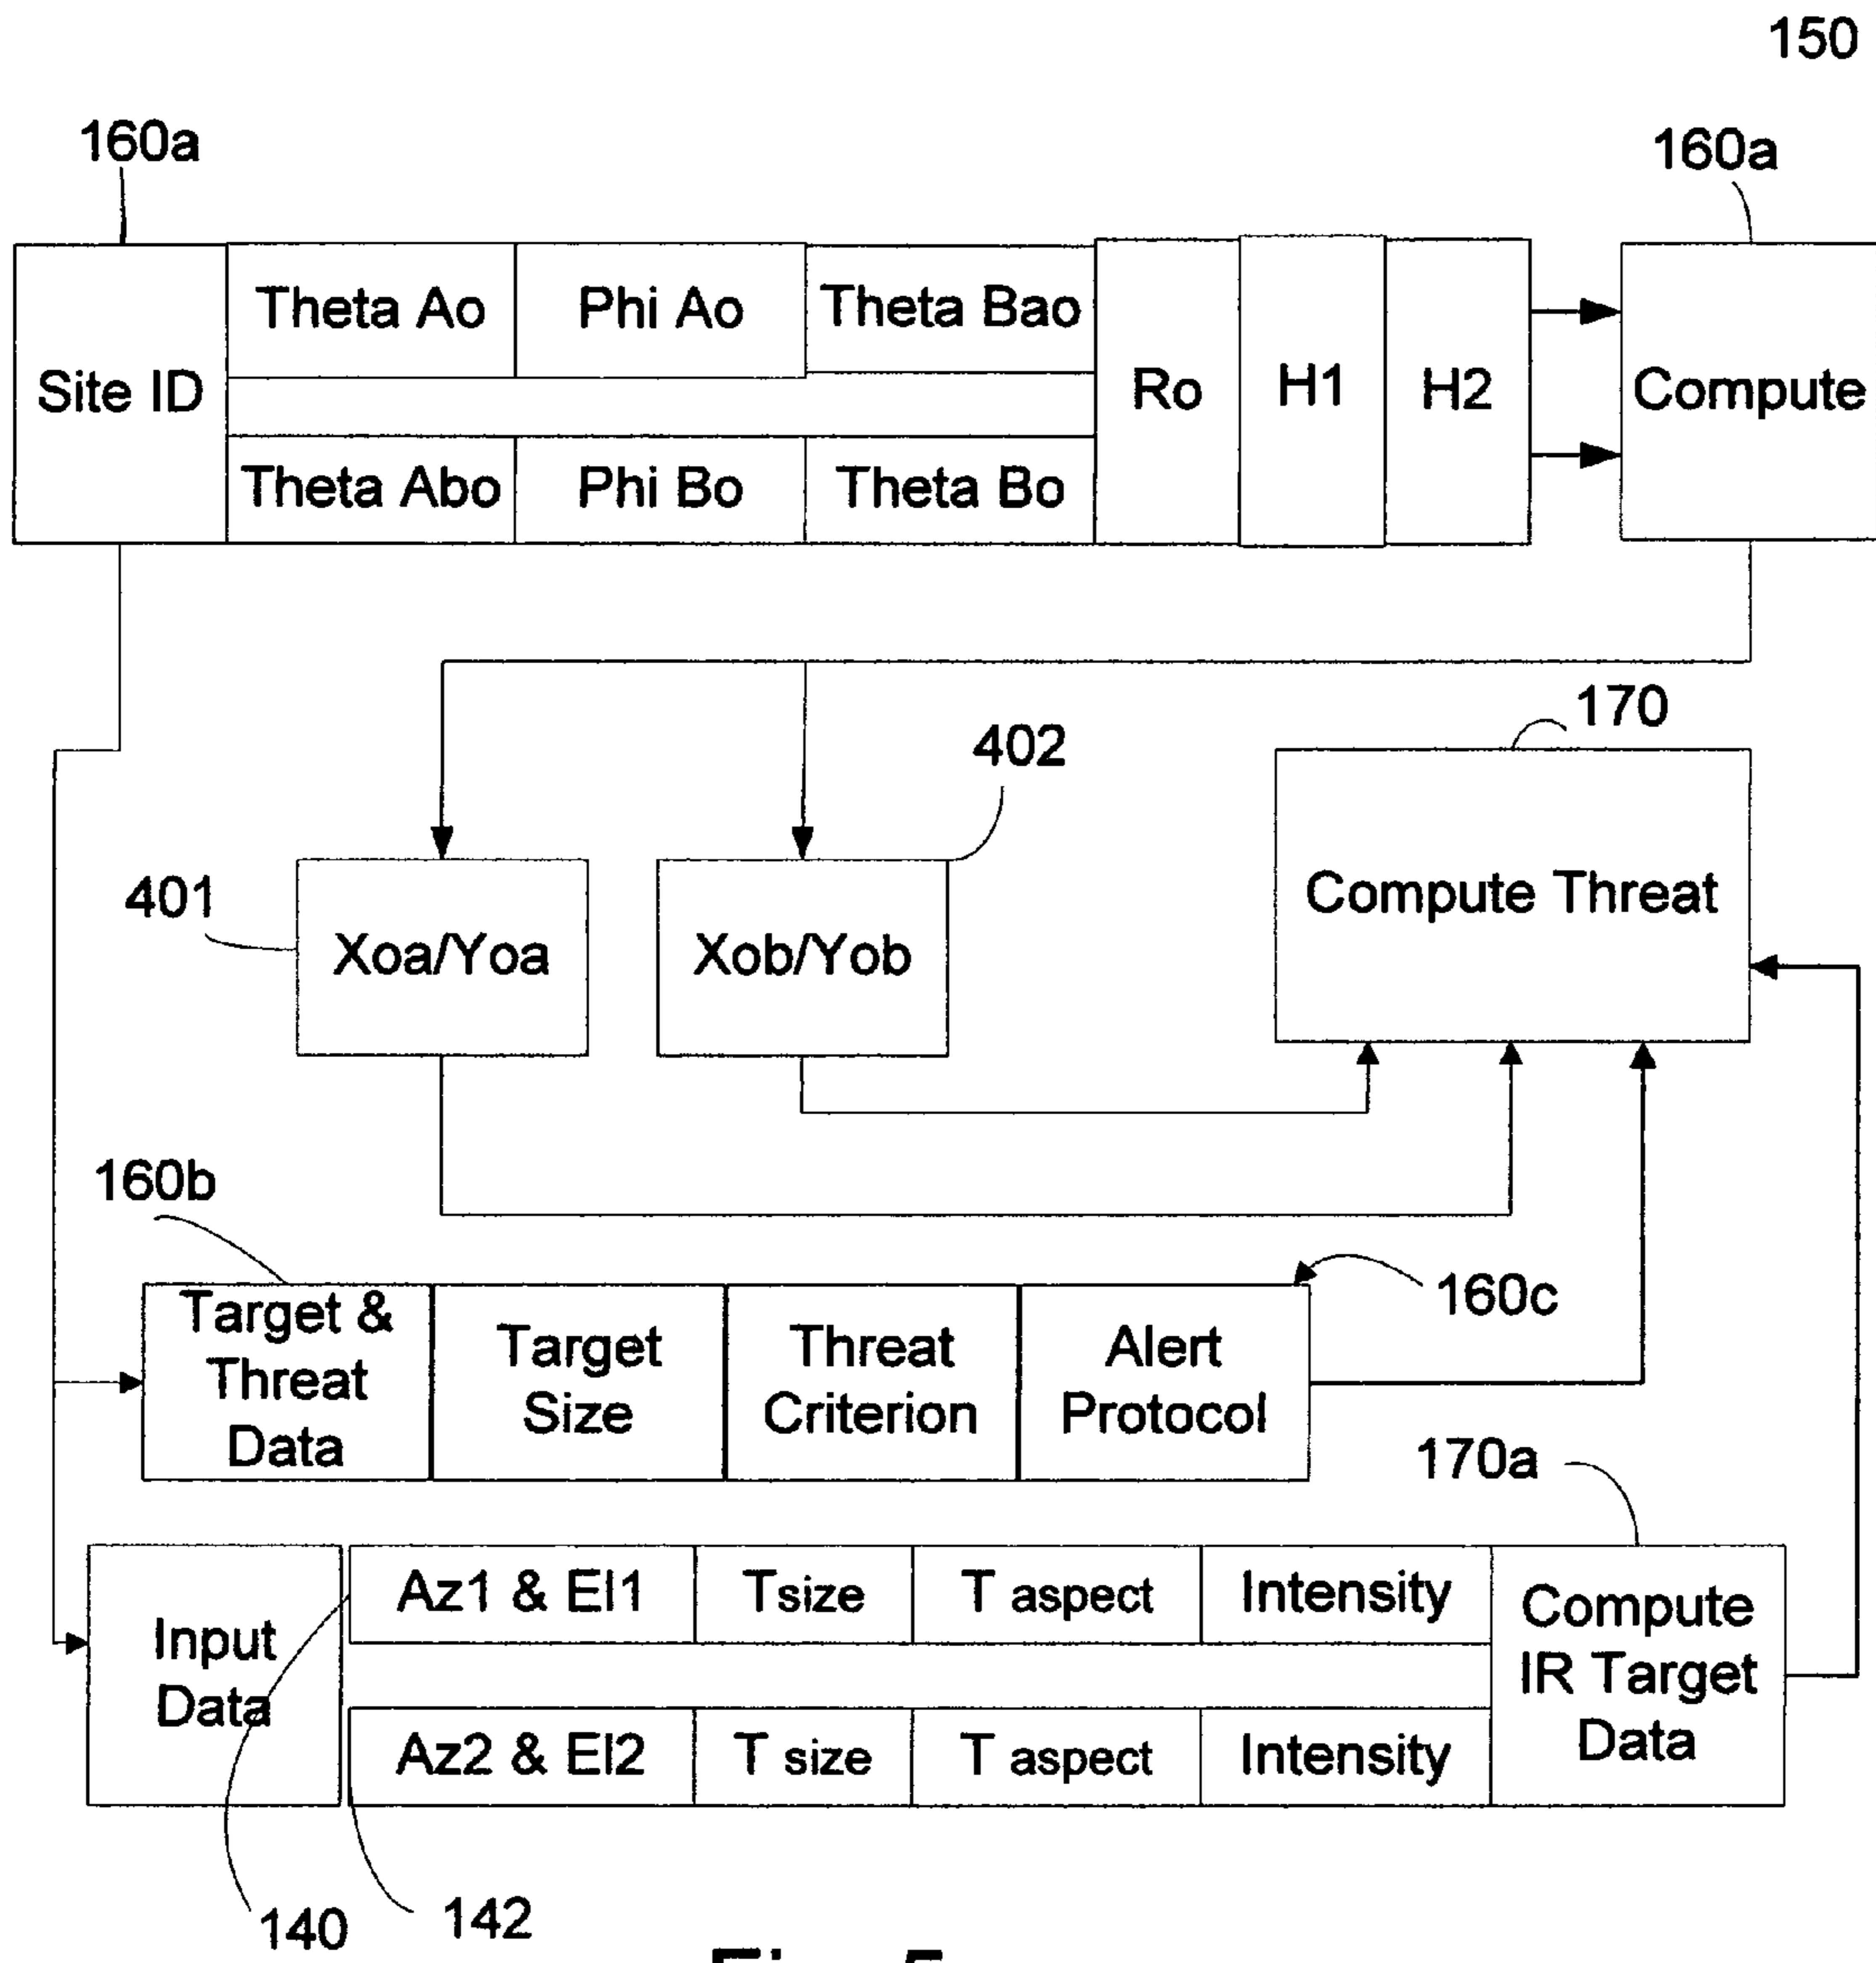 150
160a
160a
Site ID
Theta Ao
Phi Ao
Theta Bao
Theta Abo
Phi Bo
Theta Bo
Ro
H1
H2
Compute
170
402
401
Xoa/Yoa
Xob/Yob
Compute Threat
160b
160c
Target &
Threat
Data
Target
Size
Threat
Criterion
Alert
Protocol
170a
Input
Data
Az1 & El1
Tsize
T aspect
Intensity
Az2 & El2
T size
T aspect
Intensity
Compute
IR Target
Data
140
142